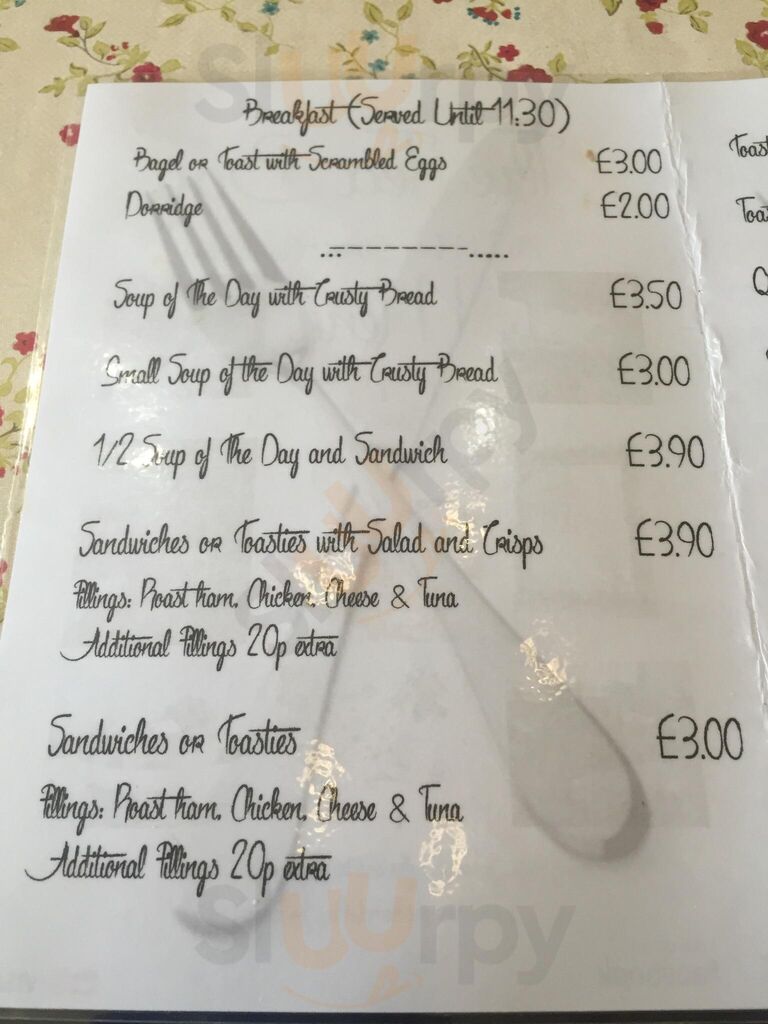 Breakfast (Served Until 11:30)
Bagel or Toast with Scrambled Eggs £3.00
Dorridge £2.00
Soup of The Day with Crusty Bread £3.50
Small Soup of the Day with Crusty Bread £3.00
1/2 Soup of The Day and Sandwich £3.90
Sandwiches or Toasties with Salad and Crisps £3.90
Fillings: Roast ham, Chicken, Cheese & Tuna
Additional Fillings 20p extra
Sandwiches or Toasties £3.00
Fillings: Roast ham, Chicken, Cheese & Tuna
Additional Fillings 20p extra
Sluurpy
Sluurpy
Sluurpy